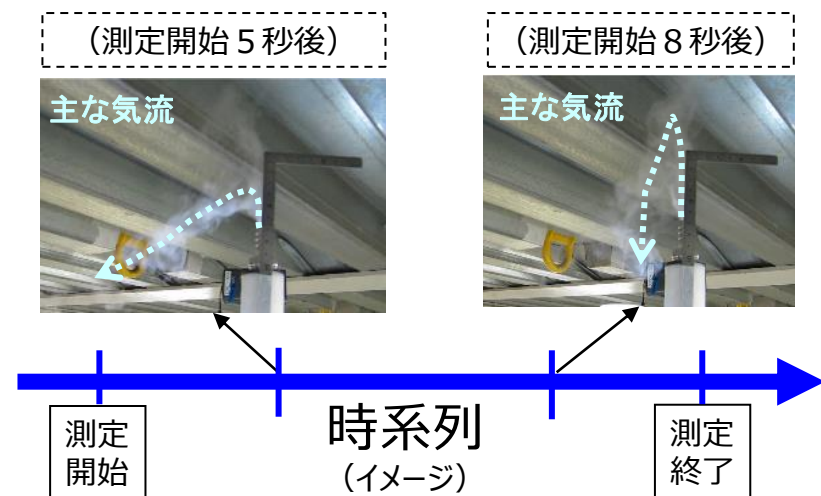 （測定開始５秒後）
（測定開始８秒後）
主な気流
主な気流
時系列
（イメージ）
測定
開始
測定
終了